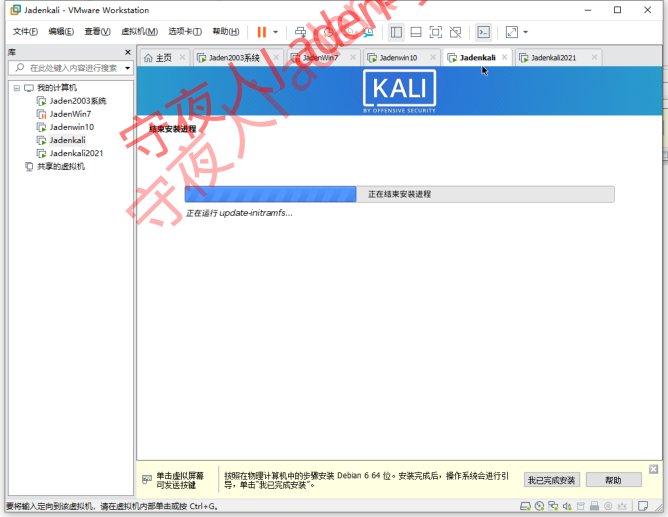 Jadenkali - VMware Workstation
文件(F) 编辑(E) 查看(V) 虚拟机(M) 选项卡(T) 帮助(H)
库
在此处键入内容进行搜索
我的计算机
Jaden2003系统
JadenWin7
Jadenwin10
Jadenkali
Jadenkali2021
共享的虚拟机
主页 Jaden2003系统 JadenWin7 Jadenwin10 Jadenkali Jadenkali2021
KALI
BY OFFENSIVE SECURITY
结束安装进程
正在结束安装进程
正在运行 update-initramfs...
守夜人/Jadenk
守夜人/Jaden
单击虚拟屏幕
可发送按键
按照在物理计算机中的步骤安装 Debian 6 64 位。安装完成后，操作系统会进行引
导，单击“我已完成安装”。
我已完成安装 帮助
要将输入定向到该虚拟机，请在虚拟机内部单击或按 Ctrl+G。